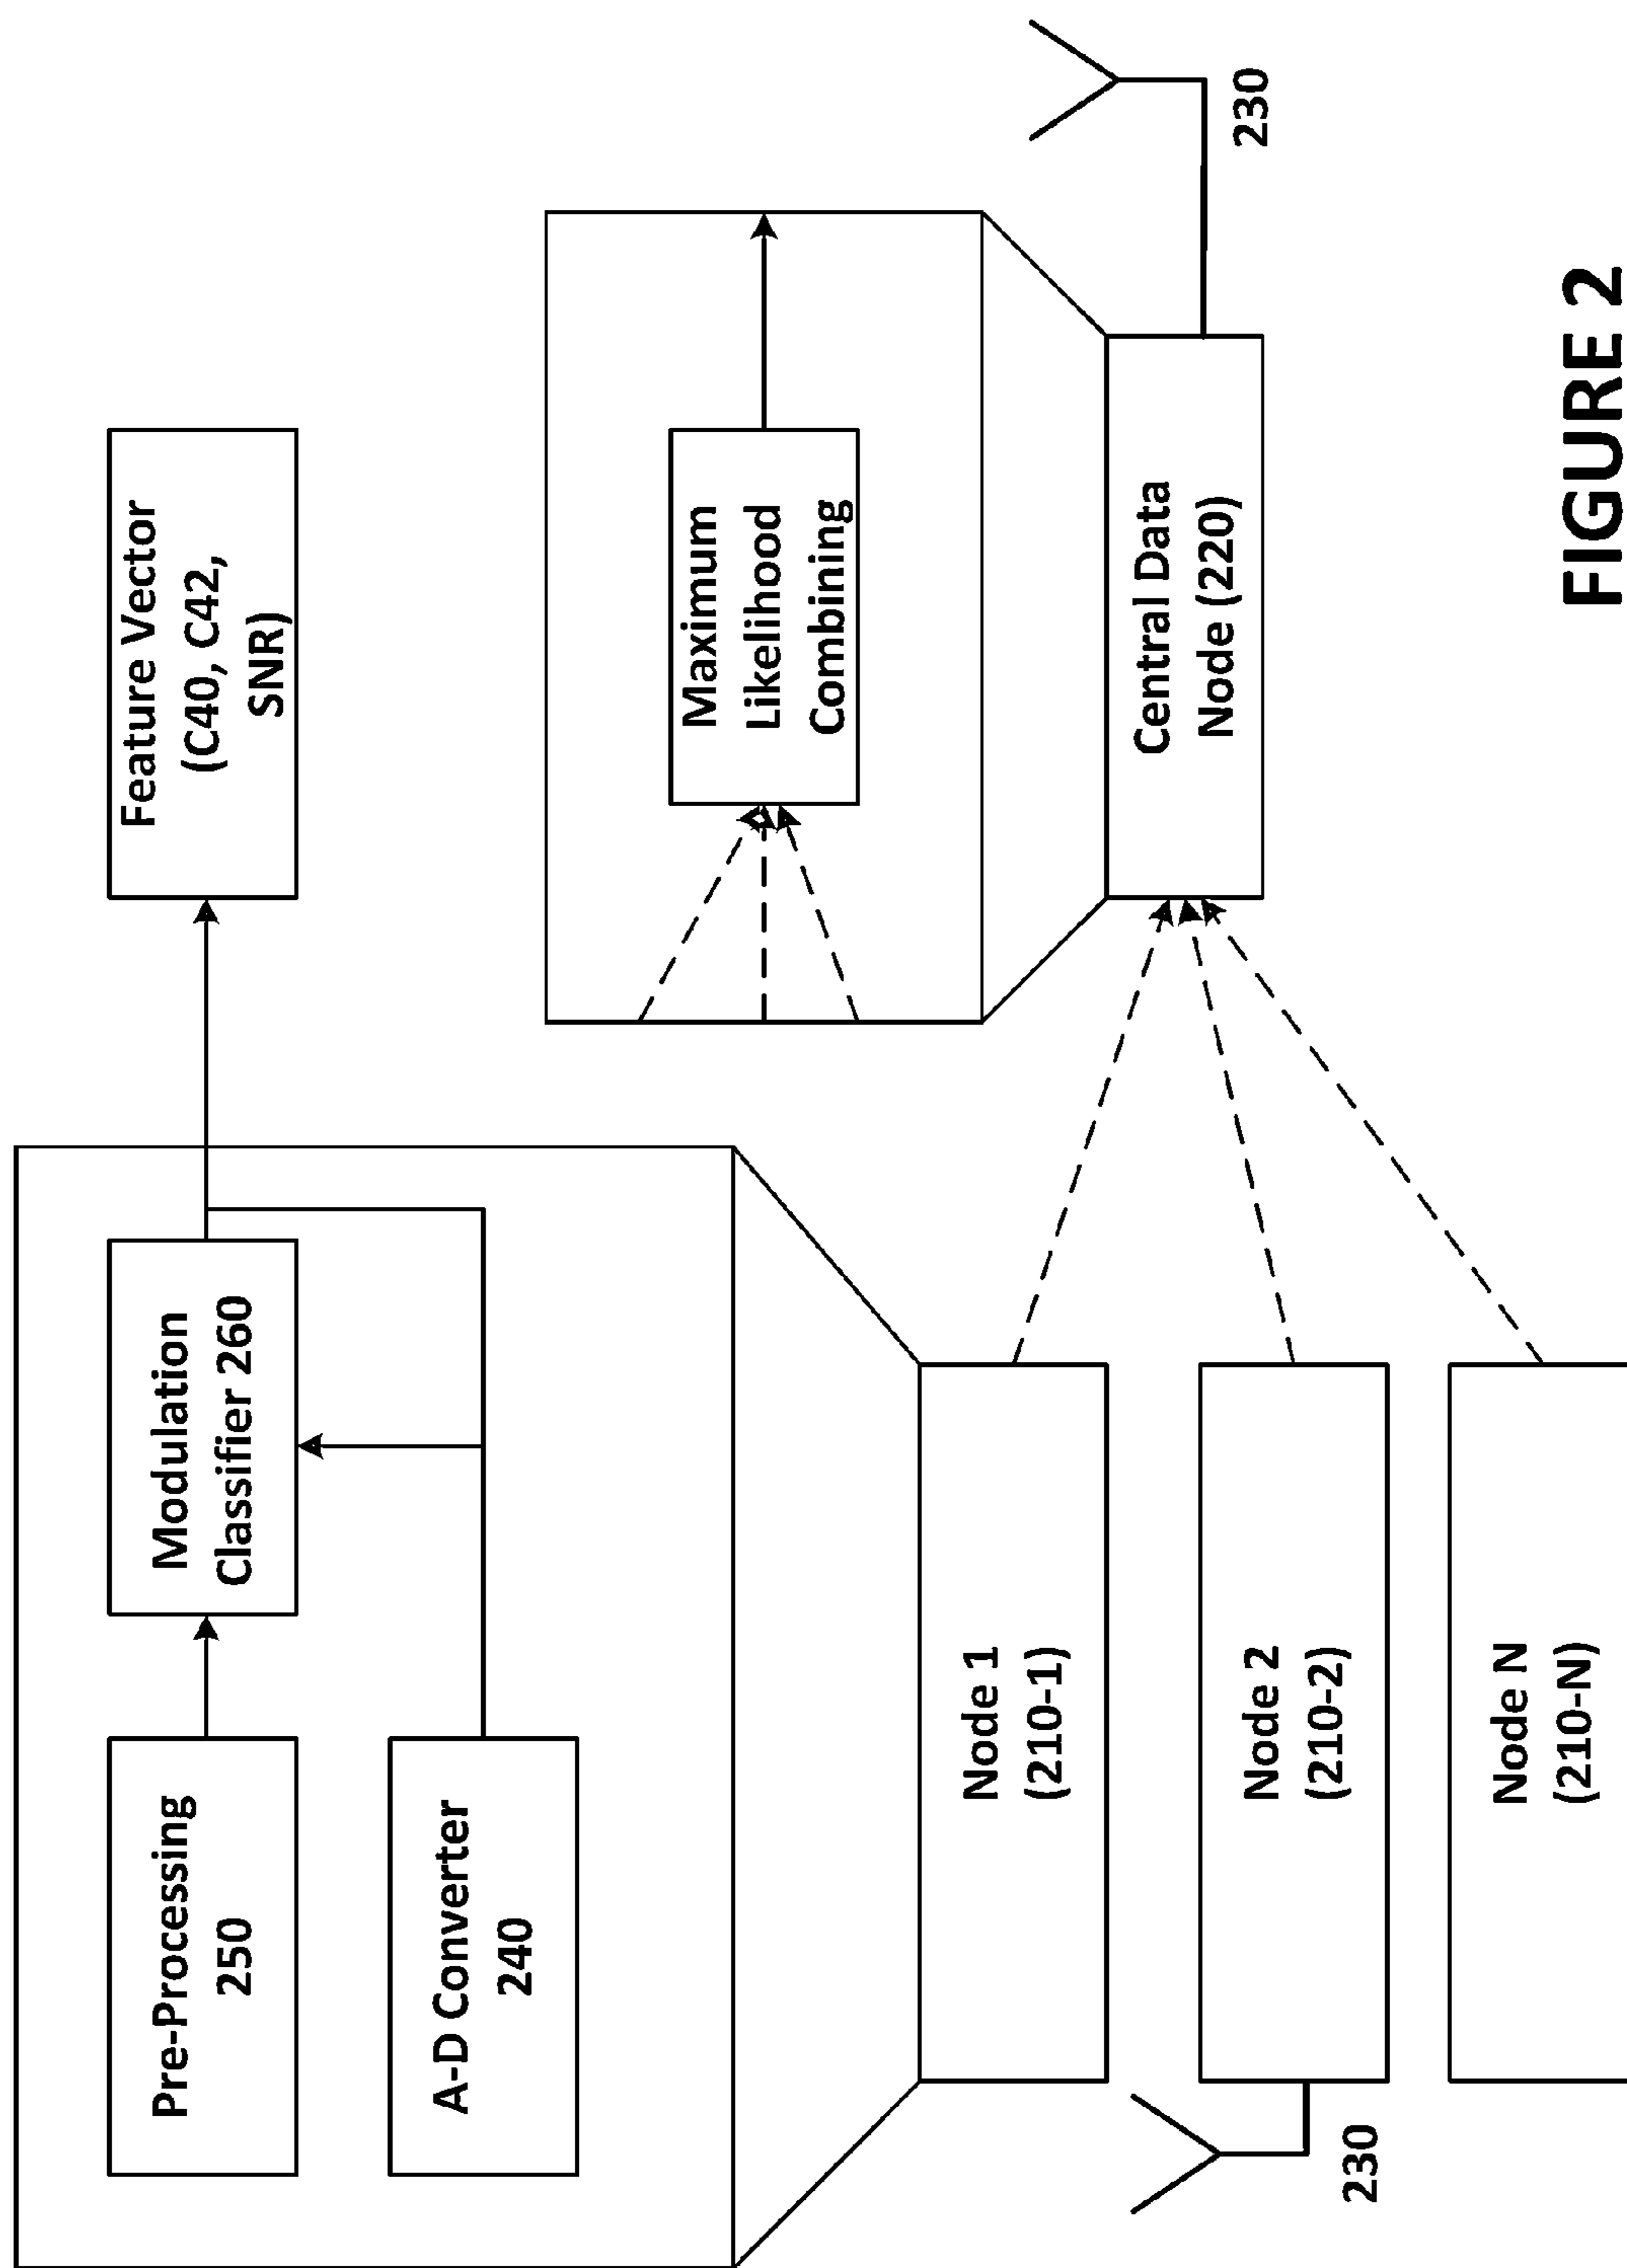 Pre-Processing
250
Modulation
Classifier 260
Feature Vector
(C40, C42,
SNR)
A-D Converter
240
Maximum
Likelihood
Combining
Node 1
(210-1)
Central Data
Node (220)
230
Node 2
(210-2)
230
Node N
(210-N)
FIGURE 2